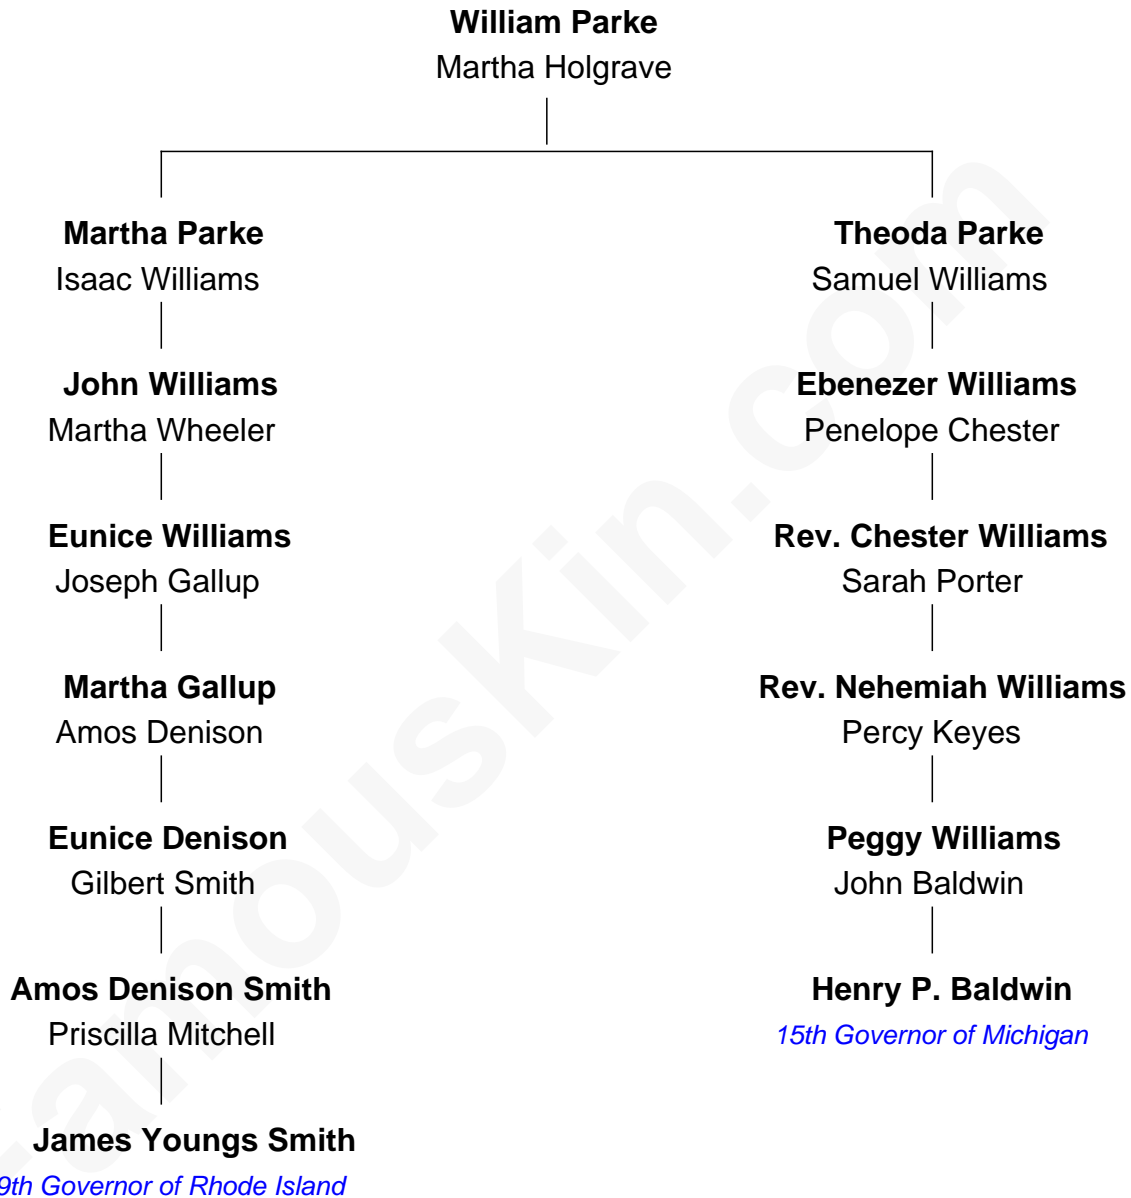 William Parke
Martha Holgrave
Martha Parke
Isaac Williams
Theoda Parke
Samuel Williams
John Williams
Martha Wheeler
Ebenezer Williams
Penelope Chester
Eunice Williams
Joseph Gallup
Rev. Chester Williams
Sarah Porter
Martha Gallup
Amos Denison
Rev. Nehemiah Williams
Percy Keyes
Eunice Denison
Gilbert Smith
Peggy Williams
John Baldwin
Amos Denison Smith
Priscilla Mitchell
Henry P. Baldwin
15th Governor of Michigan
James Youngs Smith
9th Governor of Rhode Island
FamousKin.com